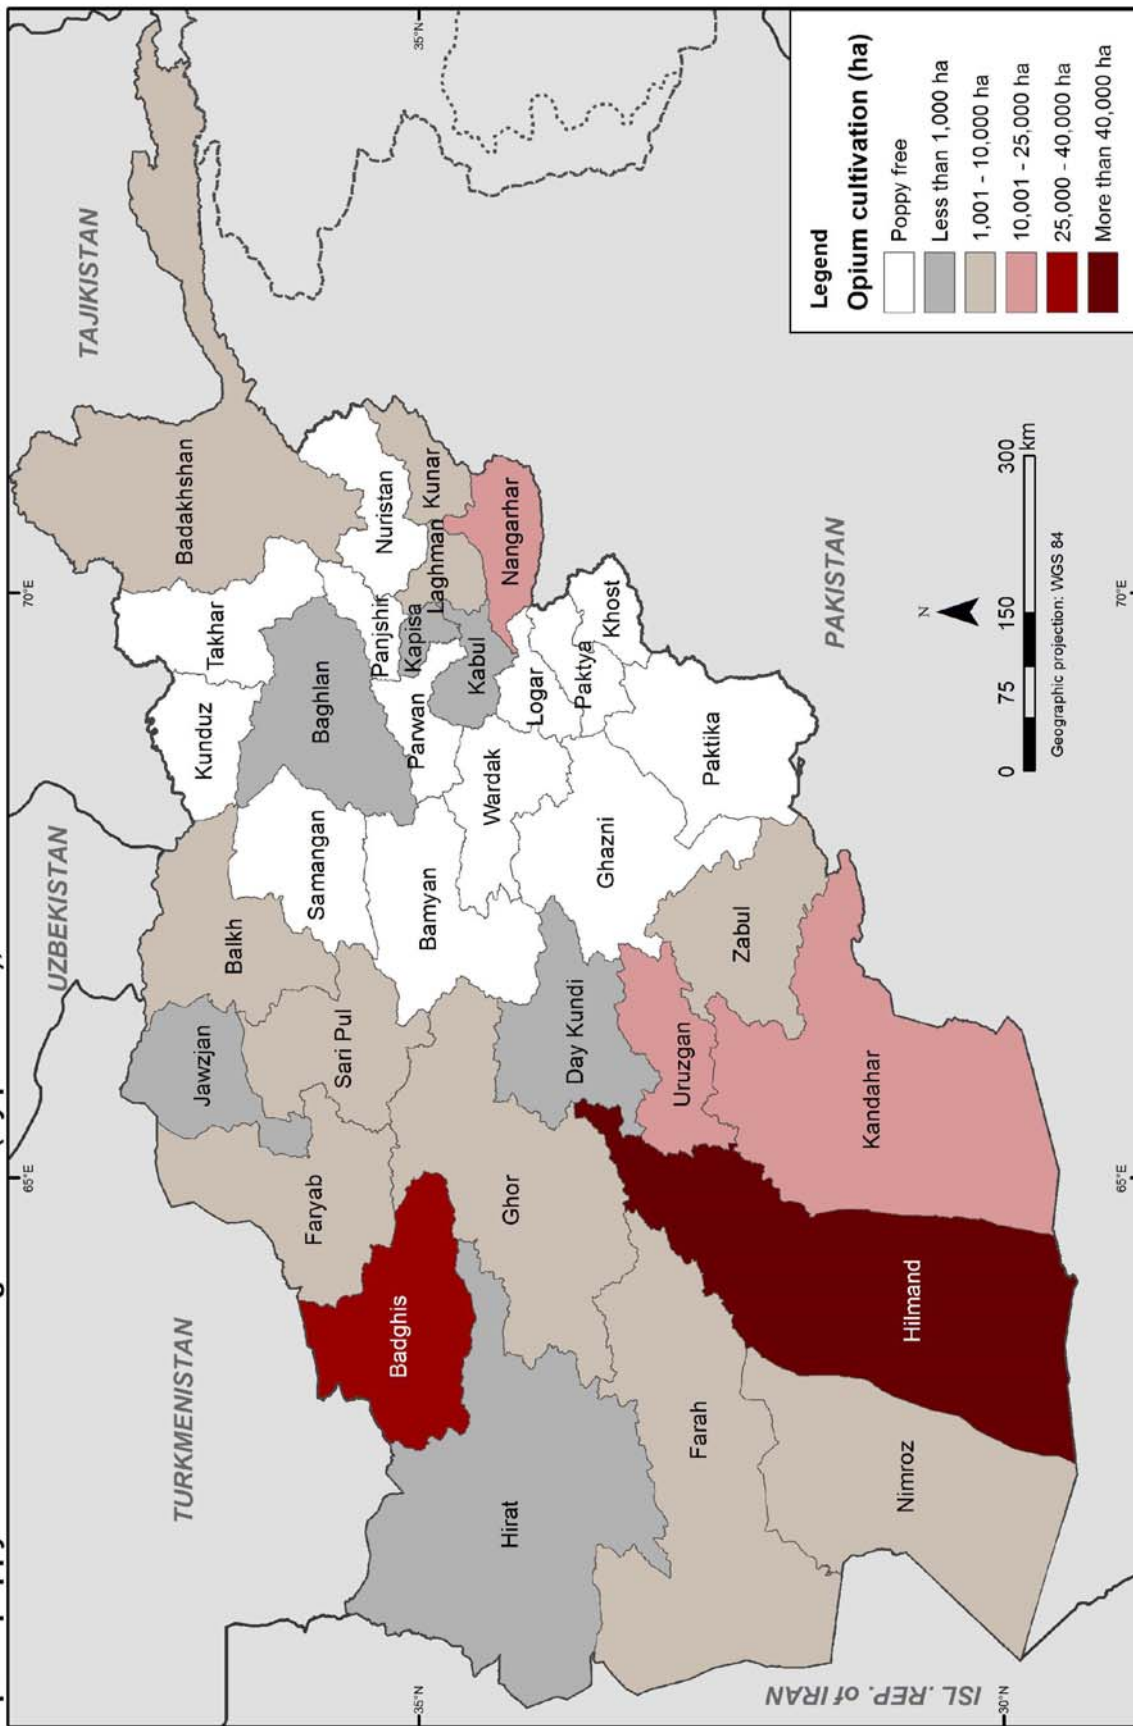 TAJIKISTAN
UZBEKISTAN
TURKMENISTAN
PAKISTAN
ISL. REP. of IRAN
65°E
70°E
35°N
35°N
30°N
65°E
70°E
Badakhshan
Takhar
Kunduz
Baghlan
Balkh
Jawzjan
Samangan
Sari Pul
Faryab
Nuristan
Kunar
Laghman
Panjshir
Kapisa
Parwan
Kabul
Nangarhar
Bamyan
Wardak
Logar
Paktya
Khost
Ghazni
Paktika
Badghis
Ghor
Day Kundi
Hirat
Uruzgan
Zabul
Farah
Hilmand
Kandahar
Nimroz
N
0 75 150 300
km
Geographic projection: WGS 84
Legend
Opium cultivation (ha)
Poppy free
Less than 1,000 ha
1,001 - 10,000 ha
10,001 - 25,000 ha
25,000 - 40,000 ha
More than 40,000 ha